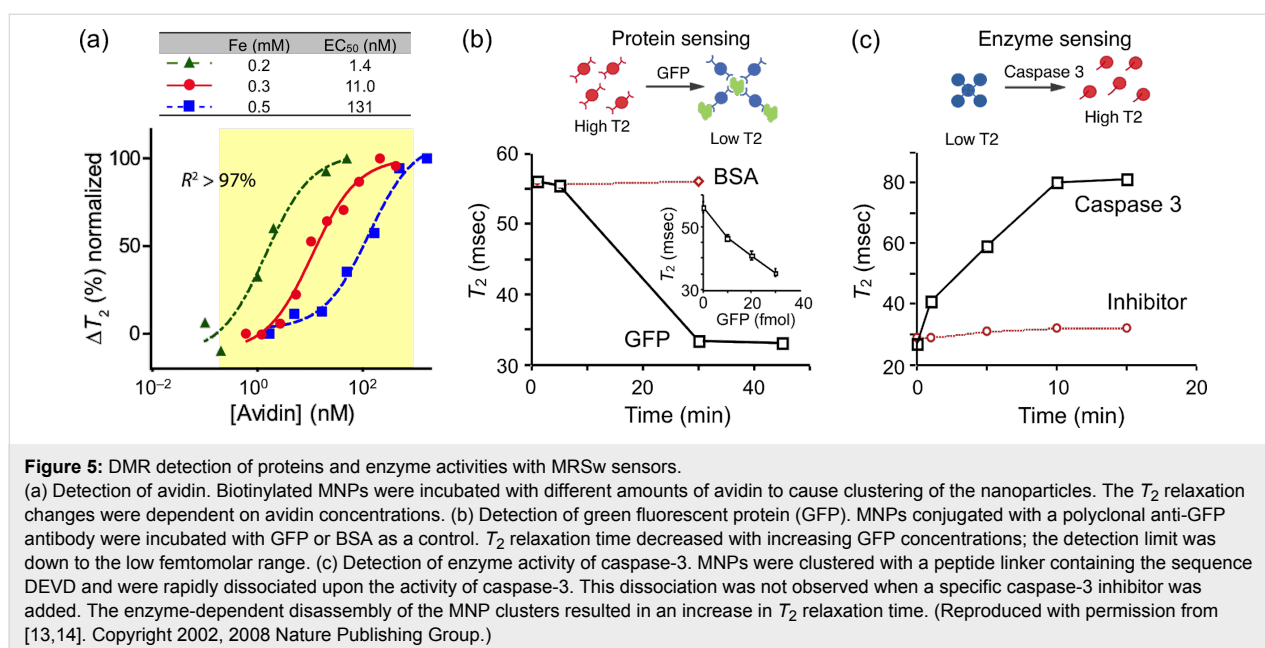 (a)
Fe (mM) EC50 (nM)
0.2 1.4
0.3 11.0
0.5 131
R² > 97%
100
50
0
ΔT₂ (%) normalized
10⁻² 10⁰ 10²
[Avidin] (nM)
(b) Protein sensing
GFP
High T2
Low T2
60
50
40
30
T₂ (msec)
BSA
GFP
50
30
T₂ (msec)
0 20 40
GFP (fmol)
0 20 40
Time (min)
(c) Enzyme sensing
Caspase 3
Low T2
High T2
80
60
40
20
T₂ (msec)
Caspase 3
Inhibitor
0 10 20
Time (min)
Figure 5: DMR detection of proteins and enzyme activities with MRSw sensors.
(a) Detection of avidin. Biotinylated MNPs were incubated with different amounts of avidin to cause clustering of the nanoparticles. The T₂ relaxation
changes were dependent on avidin concentrations. (b) Detection of green fluorescent protein (GFP). MNPs conjugated with a polyclonal anti-GFP
antibody were incubated with GFP or BSA as a control. T₂ relaxation time decreased with increasing GFP concentrations; the detection limit was
down to the low femtomolar range. (c) Detection of enzyme activity of caspase-3. MNPs were clustered with a peptide linker containing the sequence
DEVD and were rapidly dissociated upon the activity of caspase-3. This dissociation was not observed when a specific caspase-3 inhibitor was
added. The enzyme-dependent disassembly of the MNP clusters resulted in an increase in T₂ relaxation time. (Reproduced with permission from
[13,14]. Copyright 2002, 2008 Nature Publishing Group.)